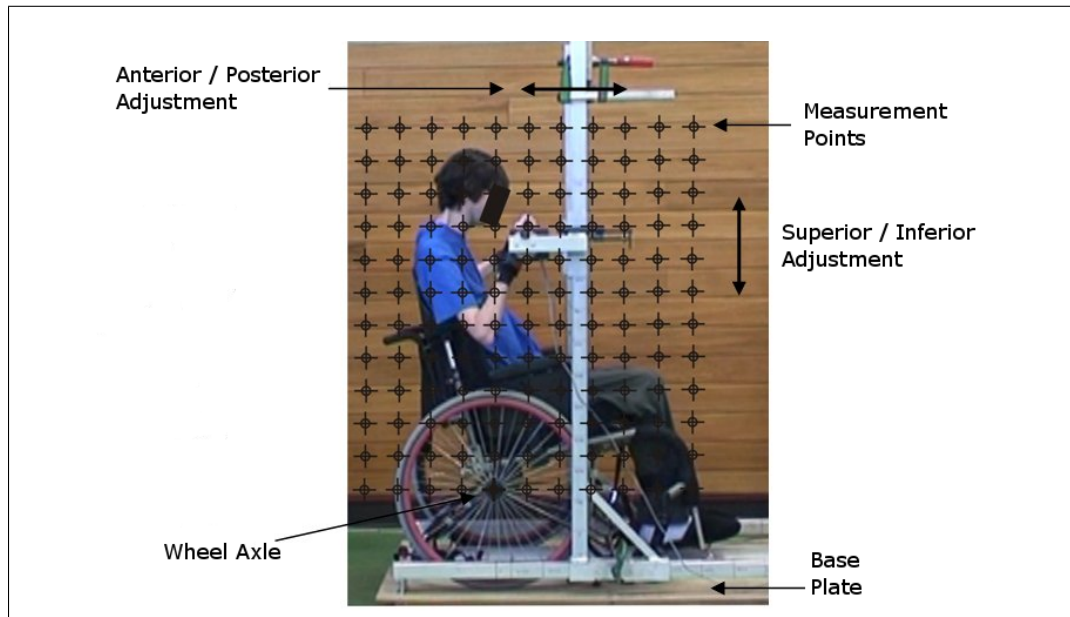 Anterior / Posterior
Adjustment
Measurement
Points
Superior / Inferior
Adjustment
Wheel Axle
Base
Plate